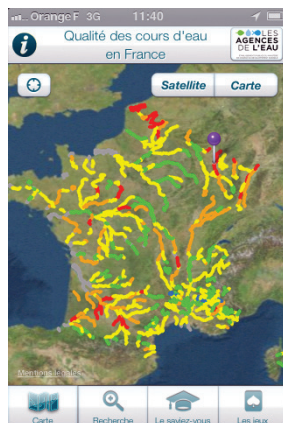 Orange F 3G 11:40
Qualité des cours d'eau
en France
LES
AGENCES
DE L'EAU
Satellite
Carte
Mentions légales
Carte
Recherche
Le saviez-vous
Les jeux